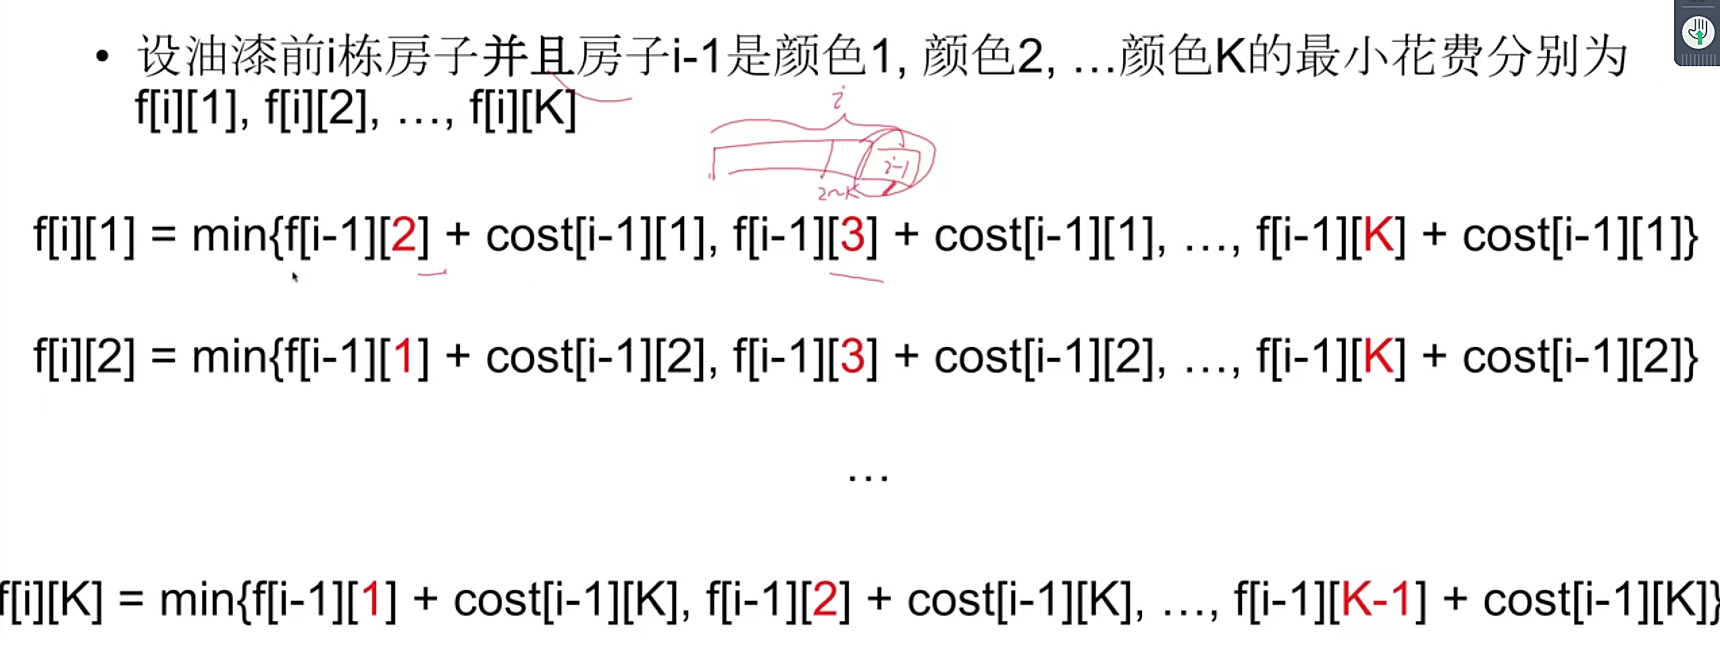 • 设油漆前i栋房子并且房子i-1是颜色1, 颜色2, …颜色K的最小花费分别为
f[i][1], f[i][2], …, f[i][K]
i
i-1
2~K
f[i][1] = min{f[i-1][2] + cost[i-1][1], f[i-1][3] + cost[i-1][1], …, f[i-1][K] + cost[i-1][1]}
f[i][2] = min{f[i-1][1] + cost[i-1][2], f[i-1][3] + cost[i-1][2], …, f[i-1][K] + cost[i-1][2]}
…
f[i][K] = min{f[i-1][1] + cost[i-1][K], f[i-1][2] + cost[i-1][K], …, f[i-1][K-1] + cost[i-1][K]}